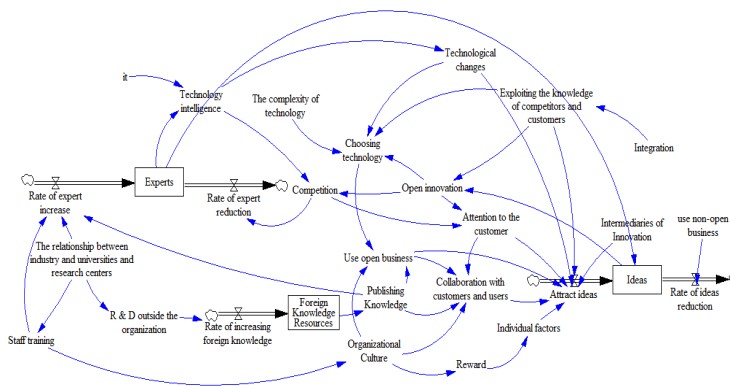 Technological
changes
it
Technology
intelligence
The complexity of
technology
Exploiting the knowledge
of competitors and
customers
Choosing
technology
Integration
Experts
Rate of expert
increase
Rate of expert
reduction
Competition
Open innovation
Attention to the
customer
Intermediaries of
Innovation
use non-open
business
The relationship between
industry and universities and
research centers
Use open business
Ideas
Collaboration with
customers and users
Attract ideas
Rate of ideas
reduction
Publishing
Knowledge
Foreign
Knowledge
Resources
R & D outside the
organization
Rate of increasing
foreign knowledge
Individual factors
Staff training
Organizational
Culture
Reward